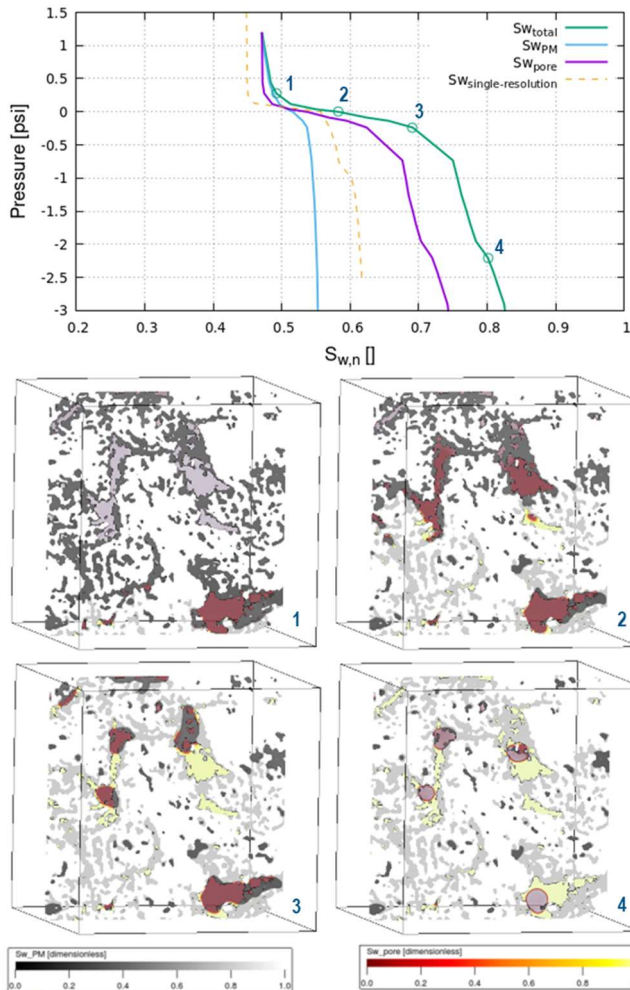 1.5
Sw_total
1
Sw_PM
Sw_pore
0.5
Sw_single-resolution
1
2
3
0
-0.5
-1
-1.5
-2
4
-2.5
-3
Pressure [psi]
0.2 0.3 0.4 0.5 0.6 0.7 0.8 0.9 1
S_w,n []
1
2
3
4
Sw_PM [dimensionless]
0.0 0.2 0.4 0.6 0.8 1.0
Sw_pore [dimensionless]
0.0 0.2 0.4 0.6 0.8